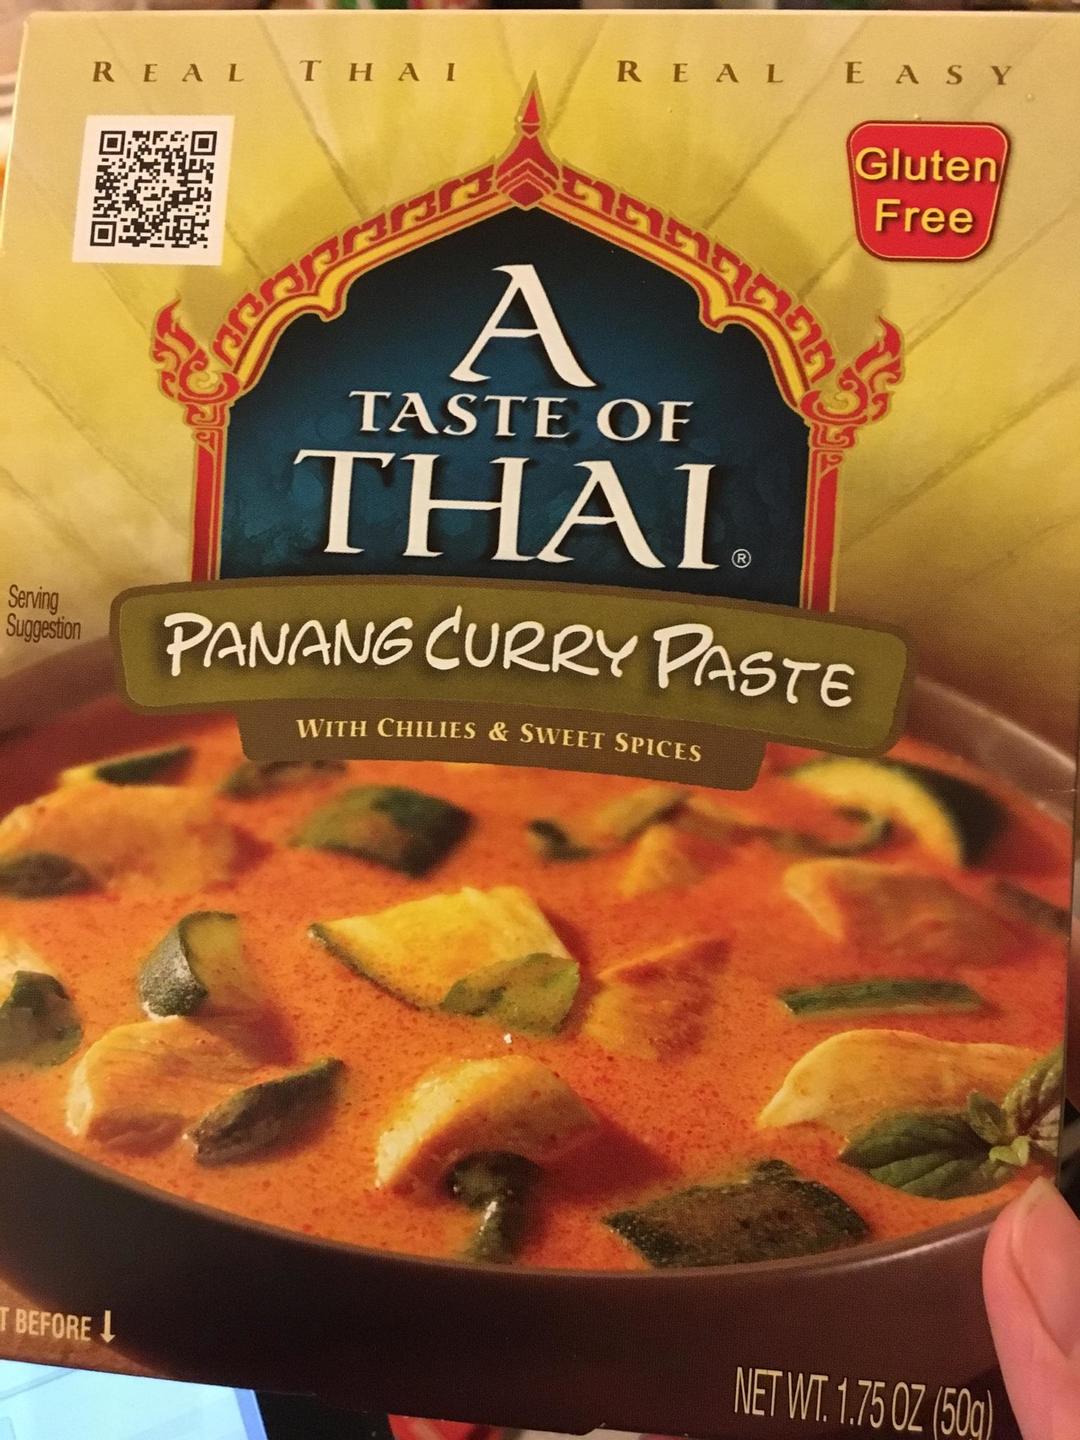 REAL THAI REAL EASY
Gluten
Free
A
TASTE OF
THAI®
Serving
Suggestion
PANANG CURRY PASTE
WITH CHILIES & SWEET SPICES
BEFORE ↓
NET WT. 1.75 OZ (50g)